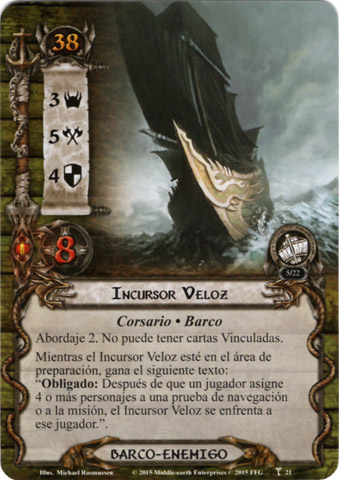 38
3
5
4
8
5/22
Incursor Veloz
Corsario • Barco
Abordaje 2. No puede tener cartas Vinculadas.
Mientras el Incursor Veloz esté en el área de
preparación, gana el siguiente texto:
“Obligado: Después de que un jugador asigne
4 o más personajes a una prueba de navegación
o a la misión, el Incursor Veloz se enfrenta a
ese jugador.”.
BARCO-ENEMIGO
Illus. Michael Rasmussen © 2015 Middle-earth Enterprises © 2015 FFG 21